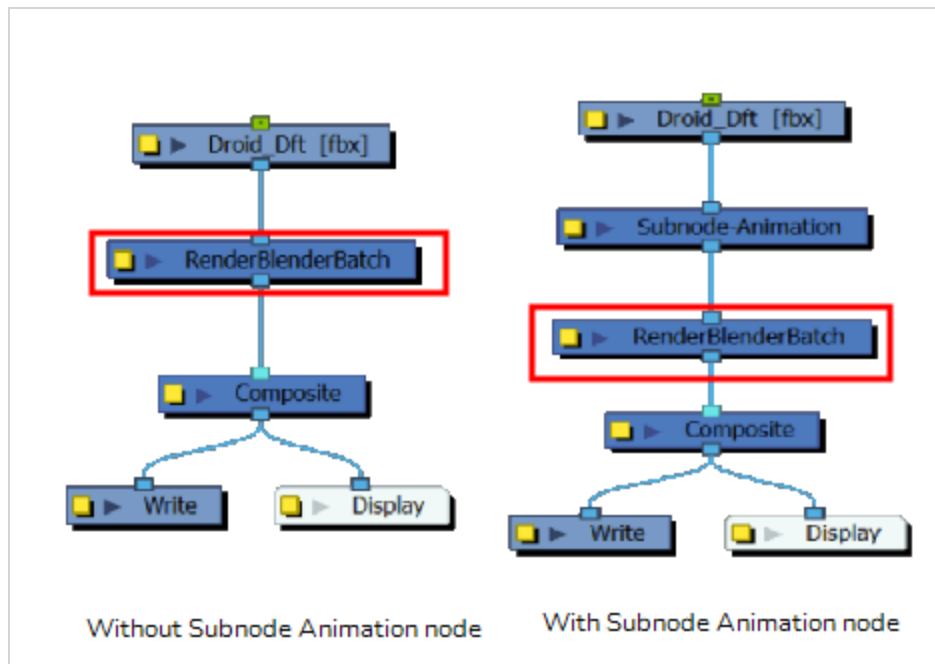 Droid_Dft [fbx]
RenderBlenderBatch
Composite
Write
Display
Without Subnode Animation node
Droid_Dft [fbx]
Subnode-Animation
RenderBlenderBatch
Composite
Write
Display
With Subnode Animation node